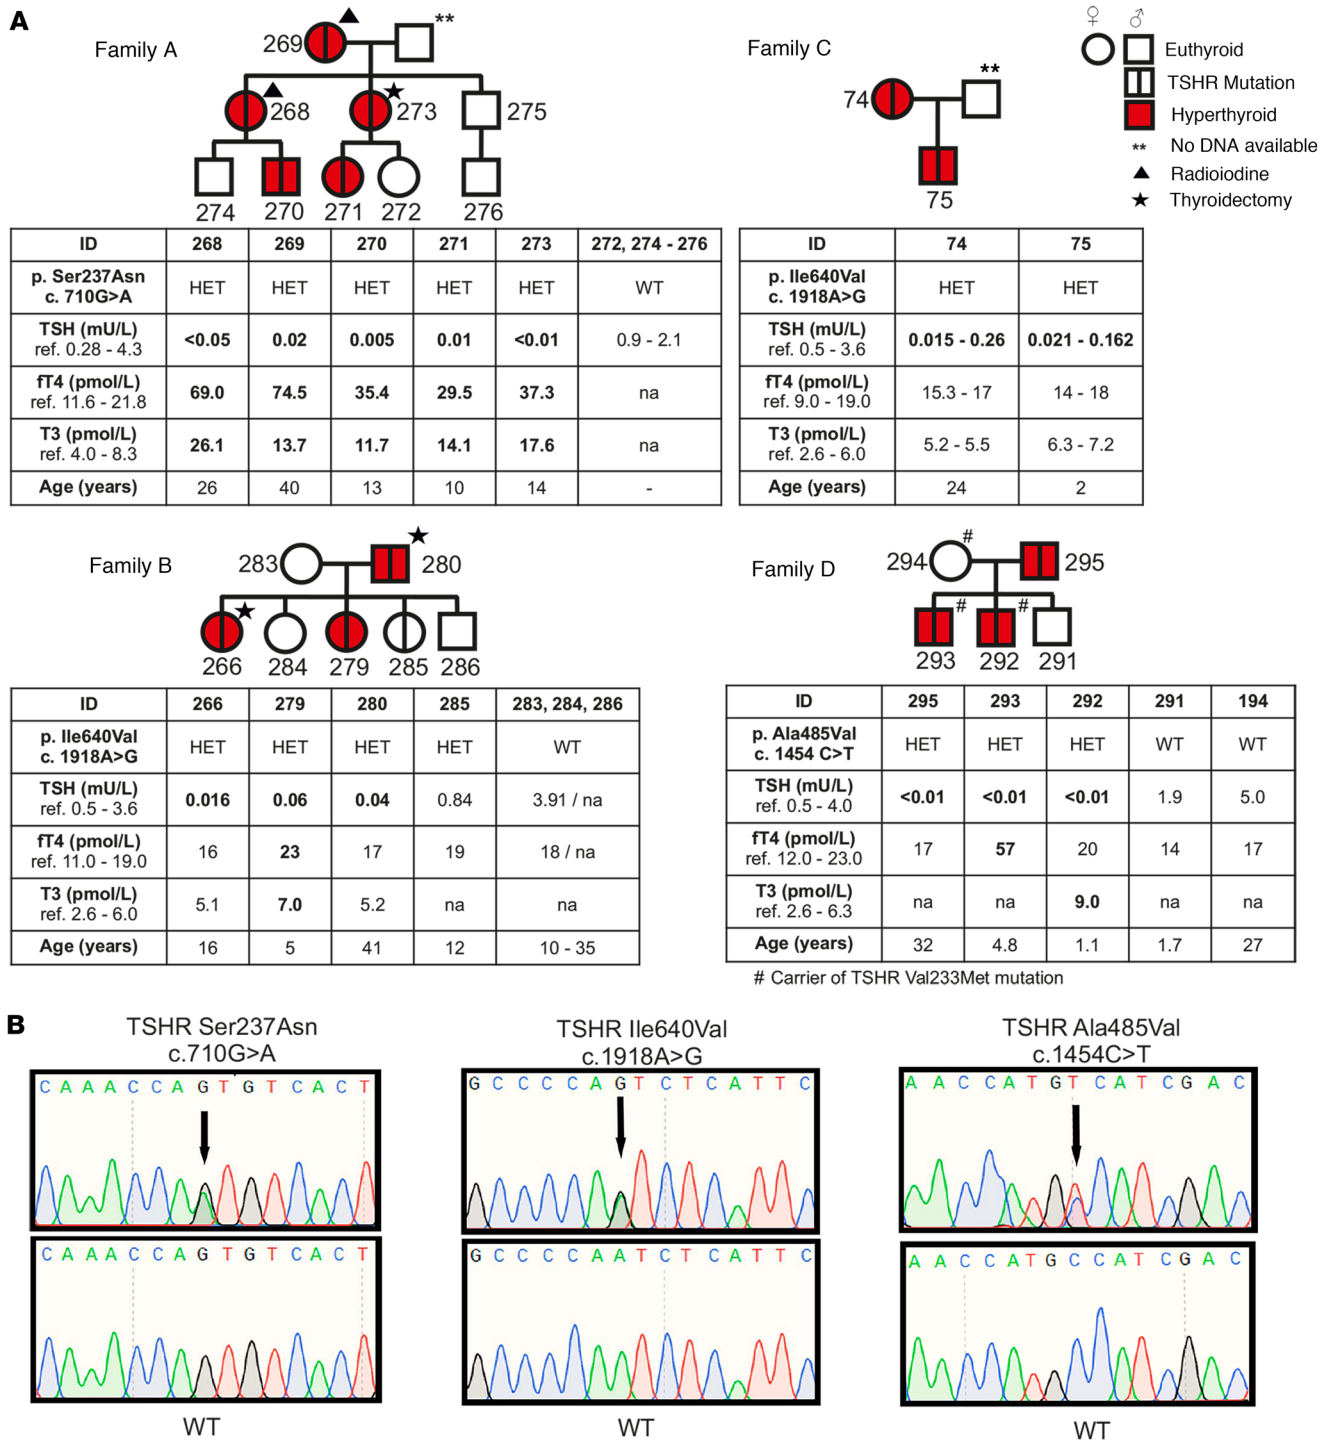 A
Family A
269
**
268
273
275
274
270
271
272
276
Family C
**
74
75
♀ ♂
Euthyroid
TSHR Mutation
Hyperthyroid
** No DNA available
Radioiodine
Thyroidectomy
ID 268 269 270 271 273 272, 274 - 276
p. Ser237Asn
c. 710G>A
HET HET HET HET HET WT
TSH (mU/L)
ref. 0.28 - 4.3
<0.05 0.02 0.005 0.01 <0.01 0.9 - 2.1
fT4 (pmol/L)
ref. 11.6 - 21.8
69.0 74.5 35.4 29.5 37.3 na
T3 (pmol/L)
ref. 4.0 - 8.3
26.1 13.7 11.7 14.1 17.6 na
Age (years) 26 40 13 10 14 -
ID 74 75
p. Ile640Val
c. 1918A>G
HET HET
TSH (mU/L)
ref. 0.5 - 3.6
0.015 - 0.26 0.021 - 0.162
fT4 (pmol/L)
ref. 9.0 - 19.0
15.3 - 17 14 - 18
T3 (pmol/L)
ref. 2.6 - 6.0
5.2 - 5.5 6.3 - 7.2
Age (years) 24 2
Family B
283
280
266
284
279
285
286
Family D
294
#
295
#
#
293
292
291
ID 266 279 280 285 283, 284, 286
p. Ile640Val
c. 1918A>G
HET HET HET HET WT
TSH (mU/L)
ref. 0.5 - 3.6
0.016 0.06 0.04 0.84 3.91 / na
fT4 (pmol/L)
ref. 11.0 - 19.0
16 23 17 19 18 / na
T3 (pmol/L)
ref. 2.6 - 6.0
5.1 7.0 5.2 na na
Age (years) 16 5 41 12 10 - 35
ID 295 293 292 291 194
p. Ala485Val
c. 1454 C>T
HET HET HET WT WT
TSH (mU/L)
ref. 0.5 - 4.0
<0.01 <0.01 <0.01 1.9 5.0
fT4 (pmol/L)
ref. 12.0 - 23.0
17 57 20 14 17
T3 (pmol/L)
ref. 2.6 - 6.3
na na 9.0 na na
Age (years) 32 4.8 1.1 1.7 27
# Carrier of TSHR Val233Met mutation
B
TSHR Ser237Asn
c.710G>A
C A A A C C A G T G T C A C T
C A A A C C A G T G T C A C T
WT
TSHR Ile640Val
c.1918A>G
G C C C C A G T C T C A T T C
G C C C C A A T C T C A T T C
WT
TSHR Ala485Val
c.1454C>T
A A C C A T G T C A T C G A C
A A C C A T G C C A T C G A C
WT